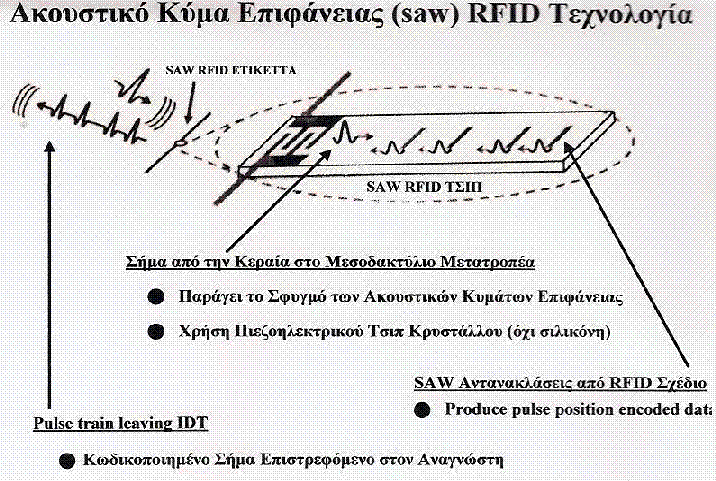 Ακουστικό Κύμα Επιφάνειας (saw) RFID Τεχνολογία
SAW RFID ΕΤΙΚΕΤΤΑ
SAW RFID ΤΣΙΠ
Σήμα από την Κεραία στο Μεσοδακτύλιο Μετατροπέα
Παράγει το Σφυγμό των Ακουστικών Κυμάτων Επιφάνειας
Χρήση Πιεζοηλεκτρικού Τσιπ Κρυστάλλου (όχι σιλικόνη)
SAW Αντανακλάσεις από RFID Σχέδιο
Produce pulse position encoded data
Pulse train leaving IDT
Κωδικοποιημένο Σήμα Επιστρεφόμενο στον Αναγνώστη